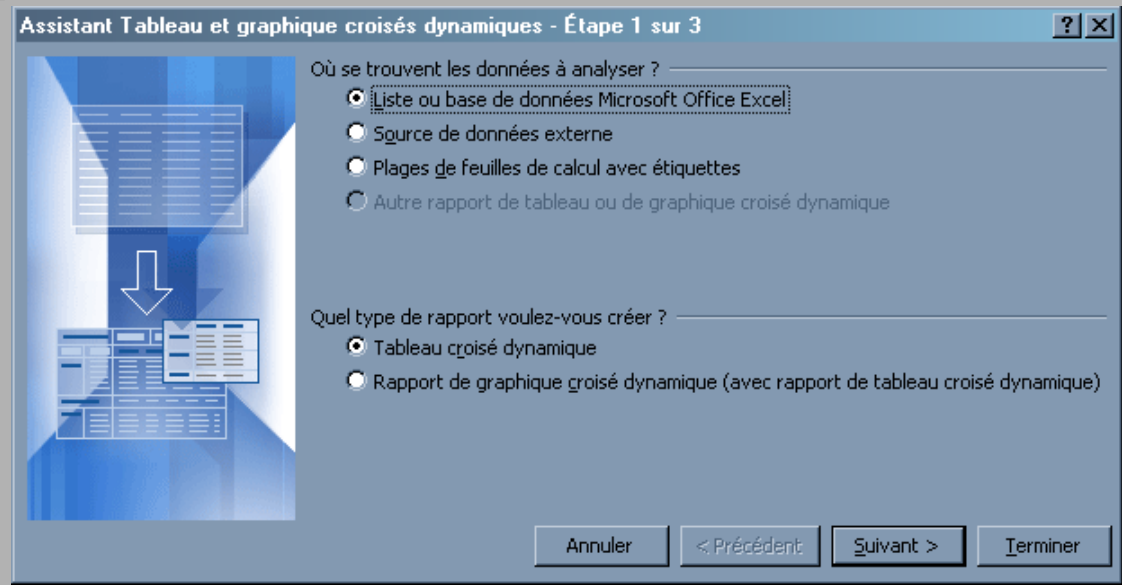 Assistant Tableau et graphique croisés dynamiques - Étape 1 sur 3
Où se trouvent les données à analyser ?
Liste ou base de données Microsoft Office Excel
Source de données externe
Plages de feuilles de calcul avec étiquettes
Autre rapport de tableau ou de graphique croisé dynamique
Quel type de rapport voulez-vous créer ?
Tableau croisé dynamique
Rapport de graphique croisé dynamique (avec rapport de tableau croisé dynamique)
Annuler < Précédent Suivant > Terminer